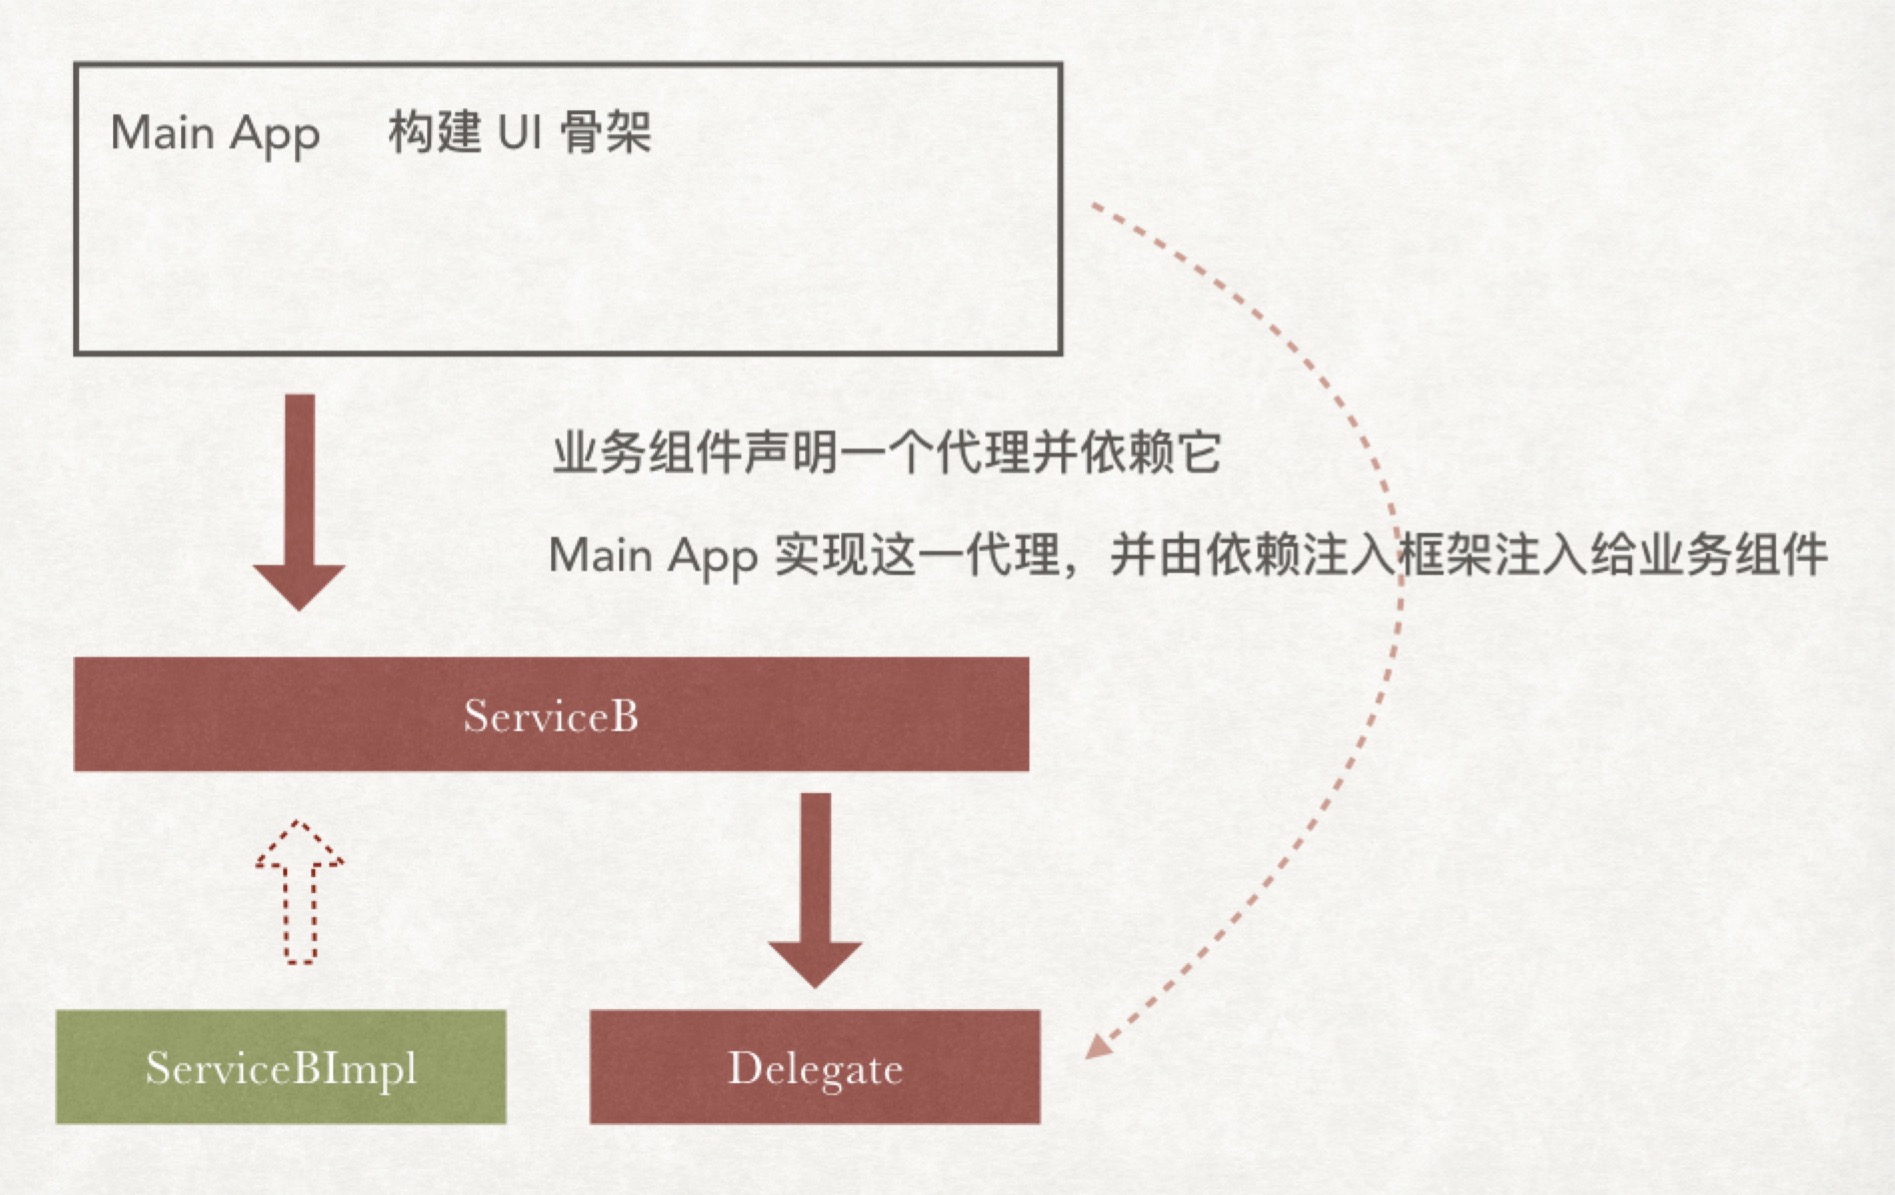 Main App 构建 UI 骨架
业务组件声明一个代理并依赖它
Main App 实现这一代理，并由依赖注入框架注入给业务组件
ServiceB
ServiceBImpl
Delegate